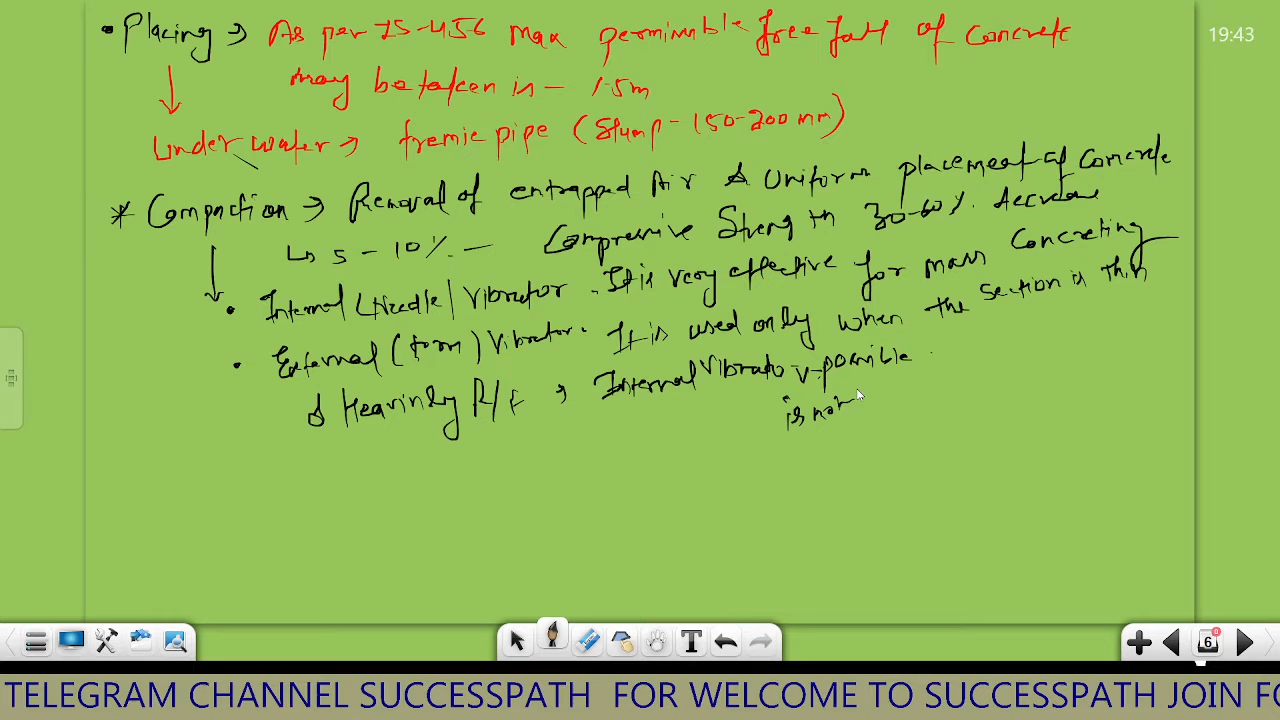 19:43
• Placing → As per IS-456 Max permissible free fall of Concrete
may be taken is - 1.5m
Under water → tremic pipe (Slump - 150-200 mm)
* Compaction → Removal of entrapped Air & Uniform placement of Concrete
↳ 5 - 10%. — Compressive Strength 30-60%. decrease
• Internal (Needle) Vibrator. It is very effective for mass Concreting
• External (form) Vibrator. It is used only when the section is thin
& Heavinly R/f, Internal Vibrator is not possible.
6
TELEGRAM CHANNEL SUCCESSPATH FOR WELCOME TO SUCCESSPATH JOIN FO